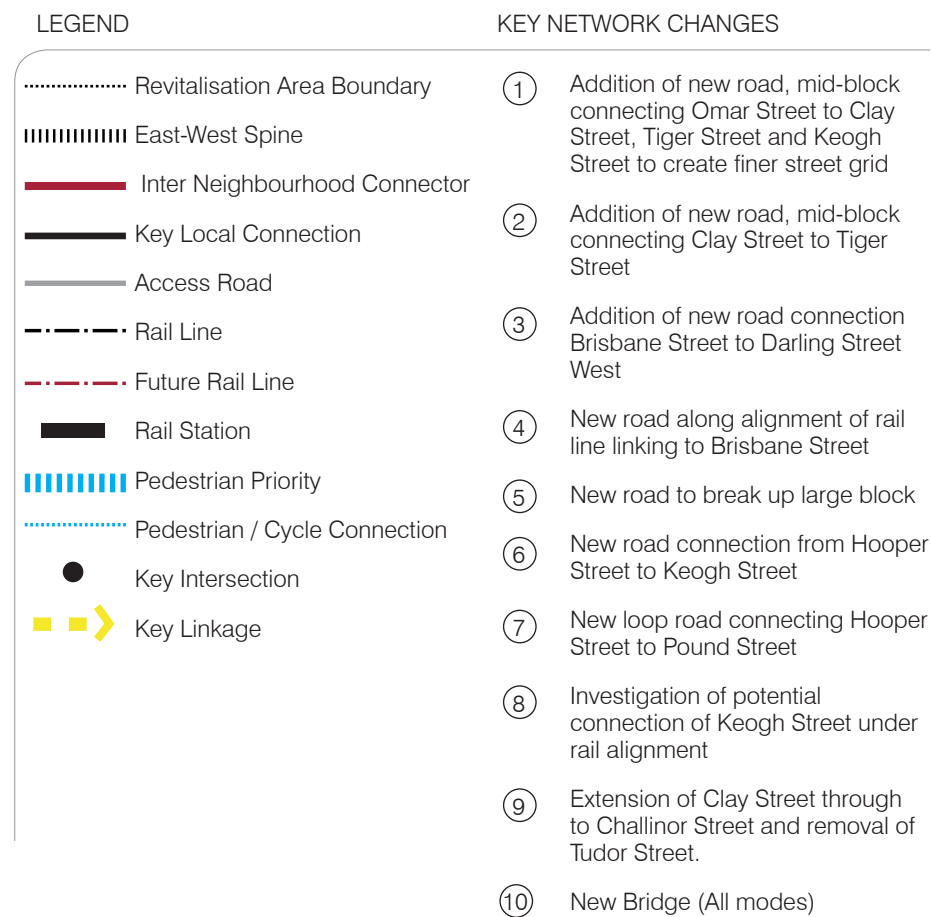 LEGEND
Revitalisation Area Boundary
East-West Spine
Inter Neighbourhood Connector
Key Local Connection
Access Road
Rail Line
Future Rail Line
Rail Station
Pedestrian Priority
Pedestrian / Cycle Connection
Key Intersection
Key Linkage
KEY NETWORK CHANGES
1 Addition of new road, mid-block
connecting Omar Street to Clay
Street, Tiger Street and Keogh
Street to create finer street grid
2 Addition of new road, mid-block
connecting Clay Street to Tiger
Street
3 Addition of new road connection
Brisbane Street to Darling Street
West
4 New road along alignment of rail
line linking to Brisbane Street
5 New road to break up large block
6 New road connection from Hooper
Street to Keogh Street
7 New loop road connecting Hooper
Street to Pound Street
8 Investigation of potential
connection of Keogh Street under
rail alignment
9 Extension of Clay Street through
to Challinor Street and removal of
Tudor Street.
10 New Bridge (All modes)